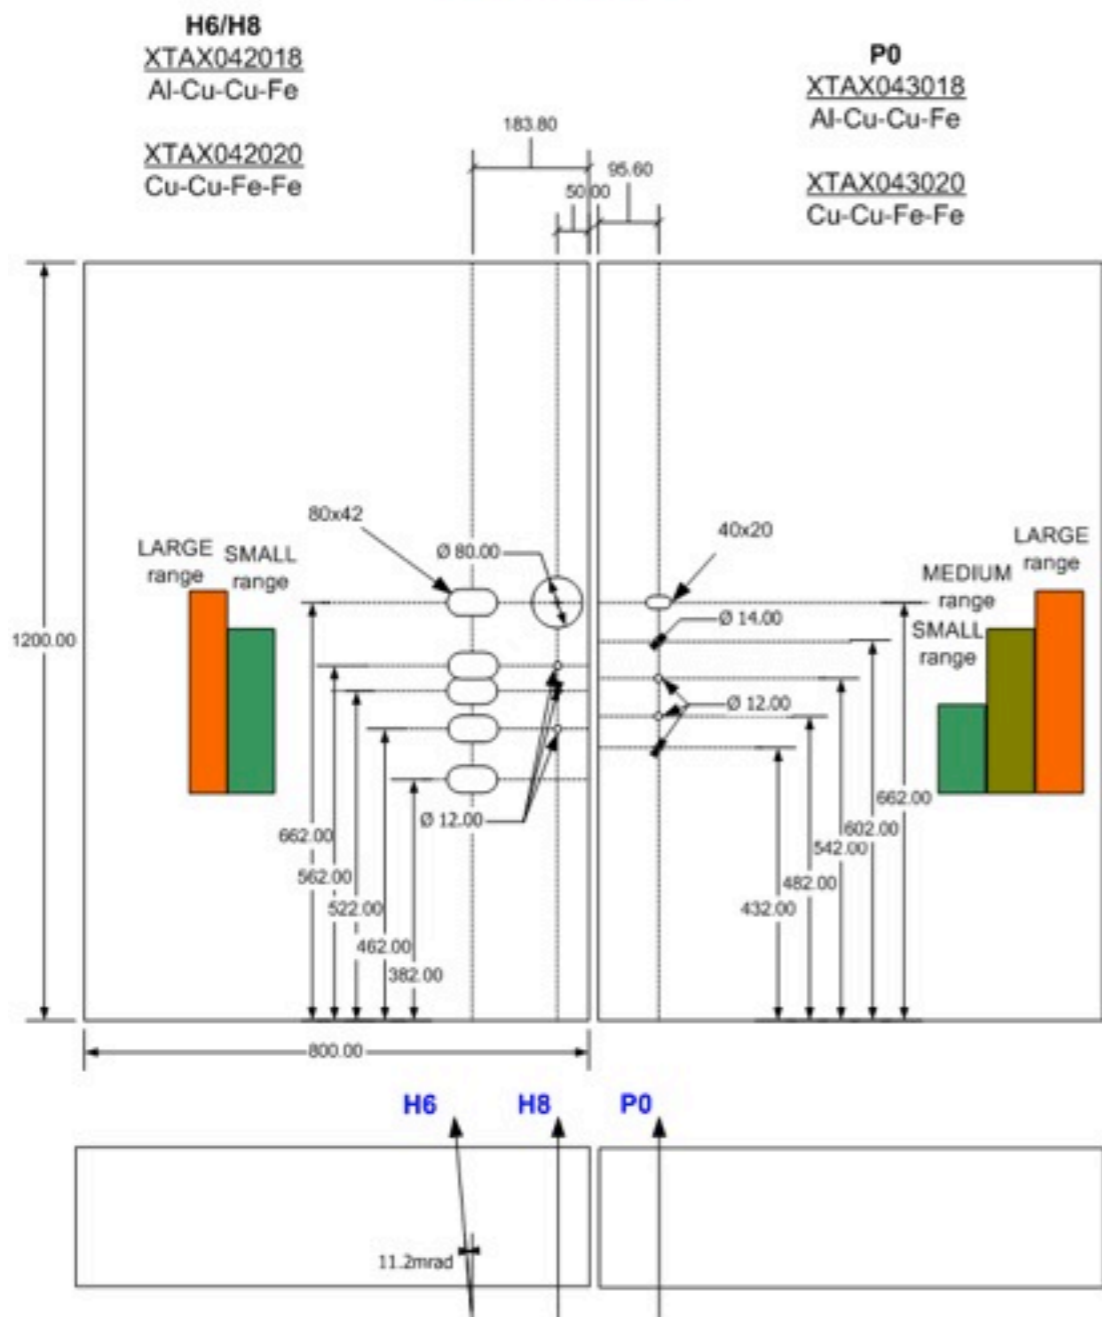 H6/H8
XTAX042018
Al-Cu-Cu-Fe
XTAX042020
Cu-Cu-Fe-Fe
P0
XTAX043018
Al-Cu-Cu-Fe
XTAX043020
Cu-Cu-Fe-Fe
183.80
95.60
50.00
80x42
Ø 80.00
40x20
LARGE
range
SMALL
range
Ø 14.00
LARGE
range
MEDIUM
range
SMALL
range
1200.00
Ø 12.00
Ø 12.00
662.00
562.00
522.00
462.00
382.00
662.00
602.00
542.00
482.00
432.00
800.00
H6
H8
P0
11.2mrad